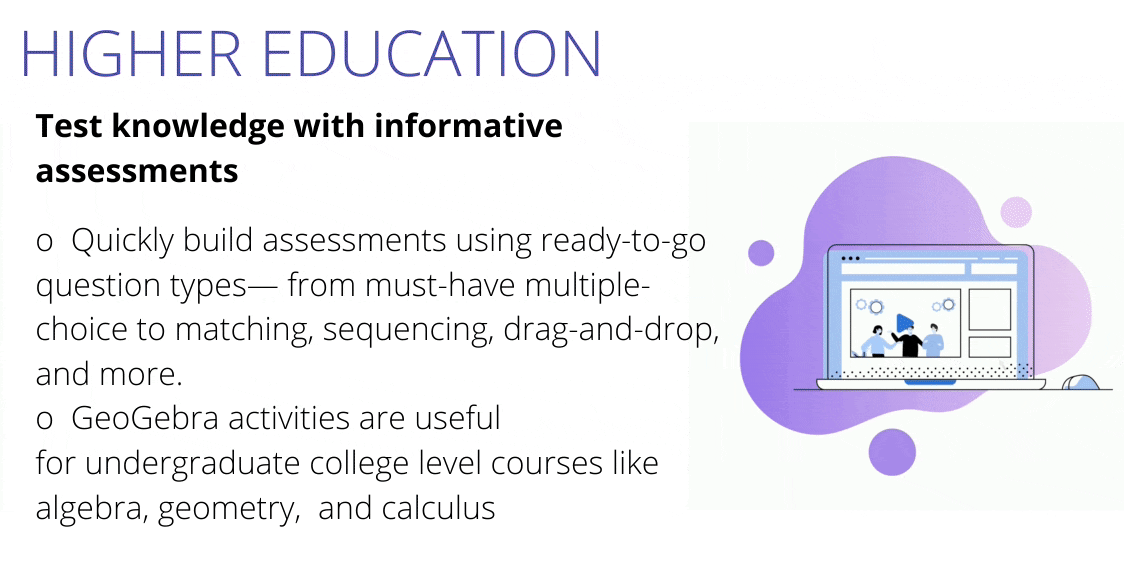 HIGHER EDUCATION
Test knowledge with informative
assessments
o  Quickly build assessments using ready-to-go
question types— from must-have multiple-
choice to matching, sequencing, drag-and-drop,
and more.
o  GeoGebra activities are useful
for undergraduate college level courses like
algebra, geometry,  and calculus